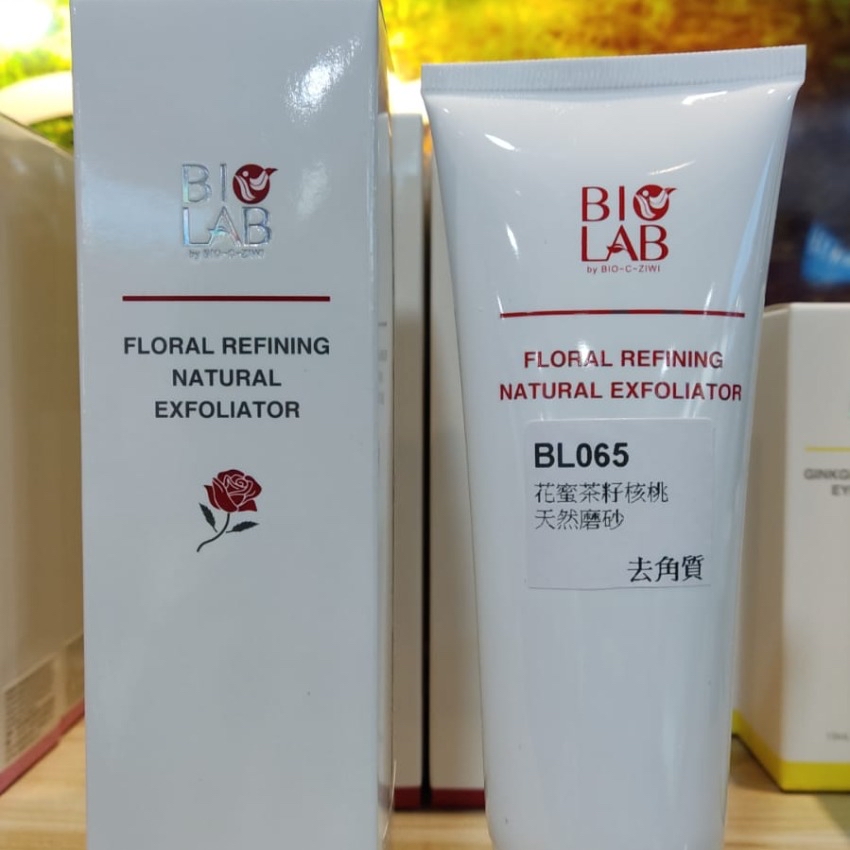 BIO
LAB
by BIO-C-ZIWI
FLORAL REFINING
NATURAL
EXFOLIATOR
BIO
LAB
by BIO-C-ZIWI
FLORAL REFINING
NATURAL EXFOLIATOR
BL065
花蜜茶籽核桃
天然磨砂
去角質